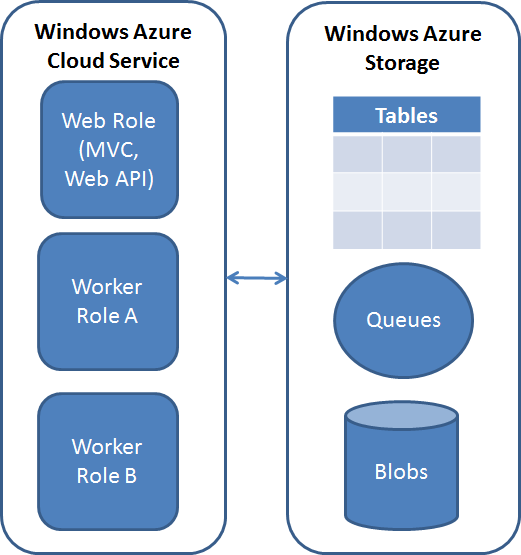 Windows Azure
Cloud Service
Web Role
(MVC,
Web API)
Worker
Role A
Worker
Role B
Windows Azure
Storage
Tables
Queues
Blobs